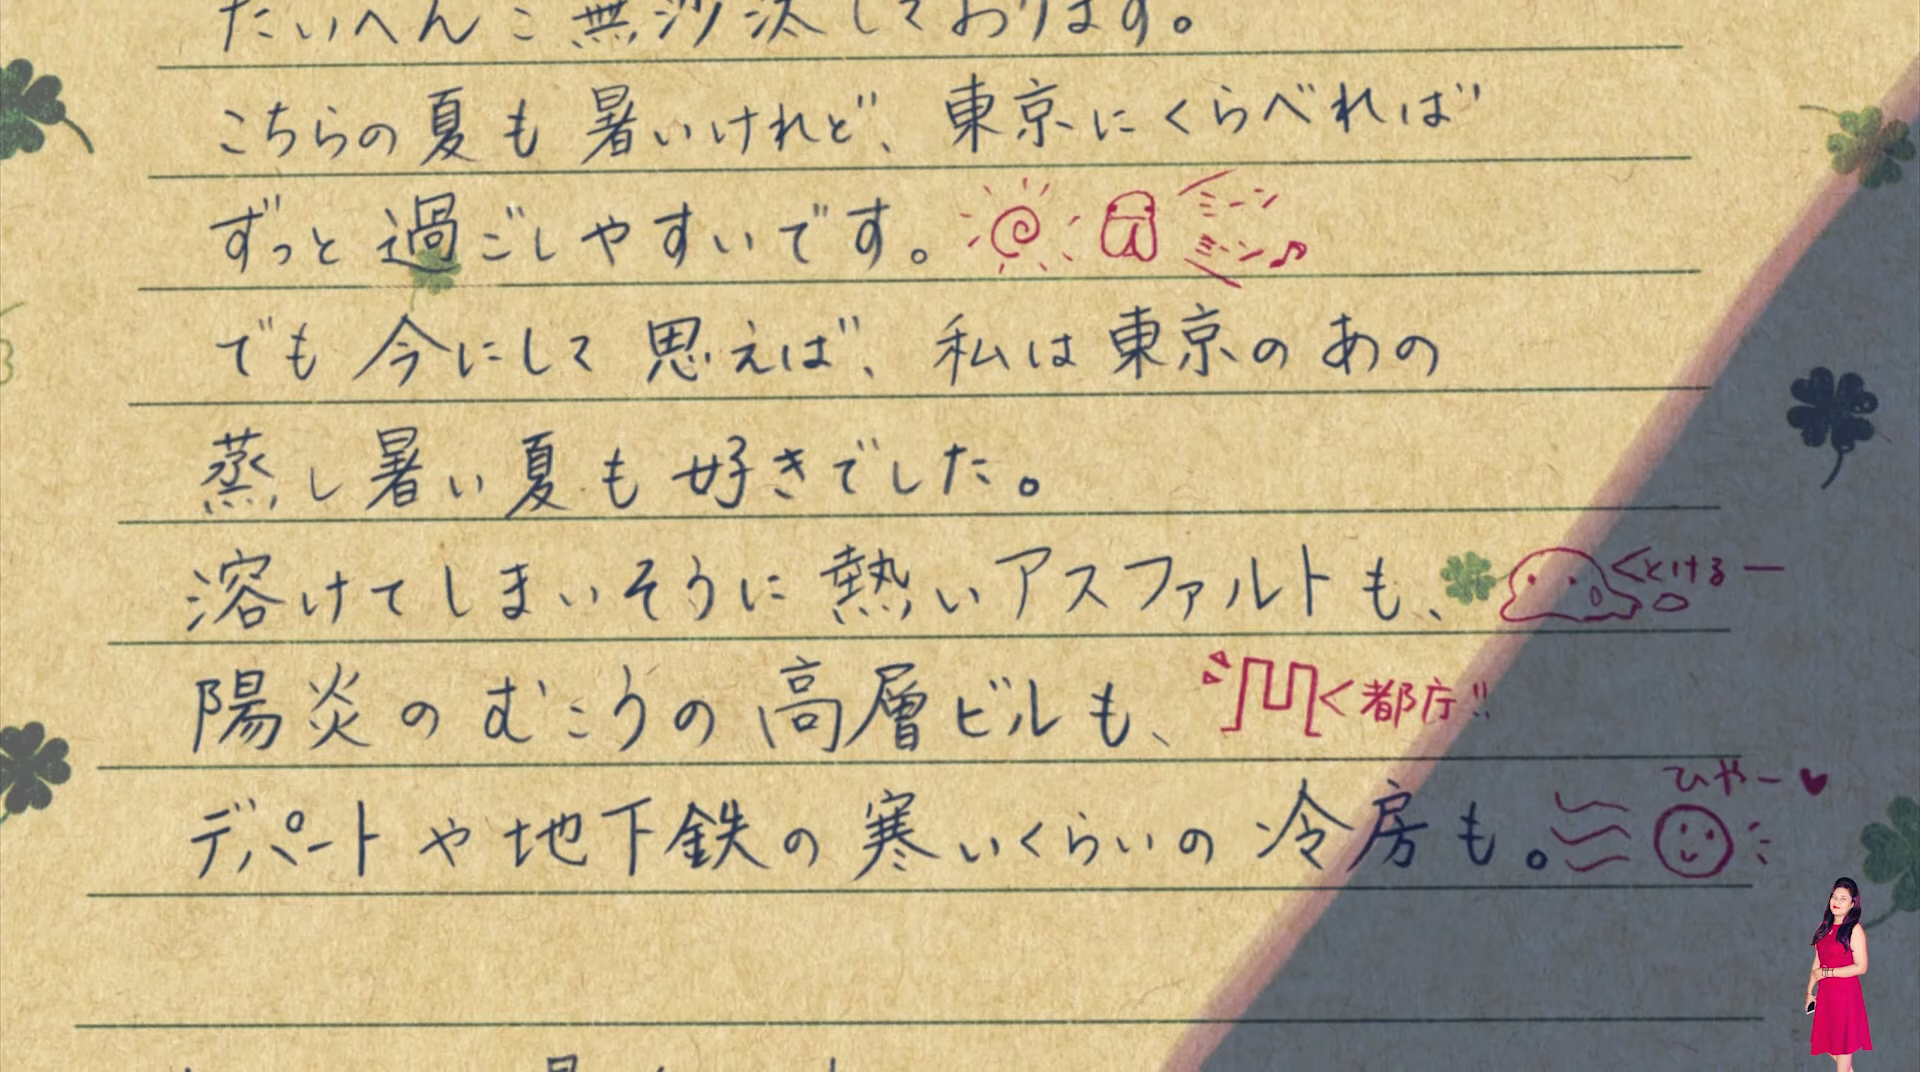 たいへんご無沙汰しております。
こちらの夏も暑いけれど、東京にくらべれば
ずっと過ごしやすいです。 ミーン
ミーン♪
でも今にして思えば、私は東京のあの
蒸し暑い夏も好きでした。
溶けてしまいそうに熱いアスファルトも、 <とけるー
陽炎のむこうの高層ビルも、 <都庁!!
ひやー♥
デパートや地下鉄の寒いくらいの冷房も。